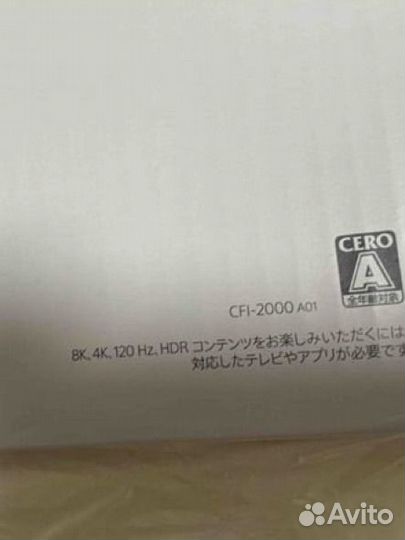 CERO
A
全年齢対象
CFI-2000 A01
8K, 4K, 120 Hz, HDR コンテンツをお楽しみいただくには
対応したテレビやアプリが必要です
Avito